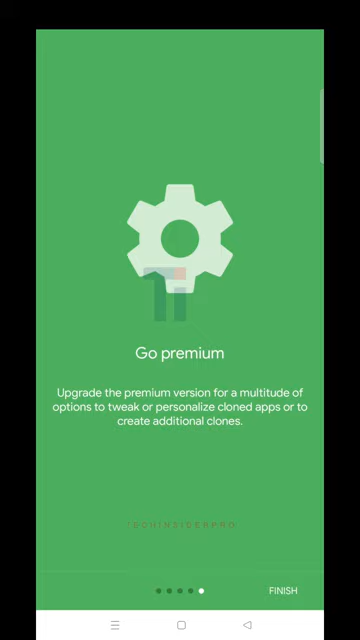 Go premium
Upgrade the premium version for a multitude of
options to tweak or personalize cloned apps or to
create additional clones.
TECHINSIDERPRO
FINISH